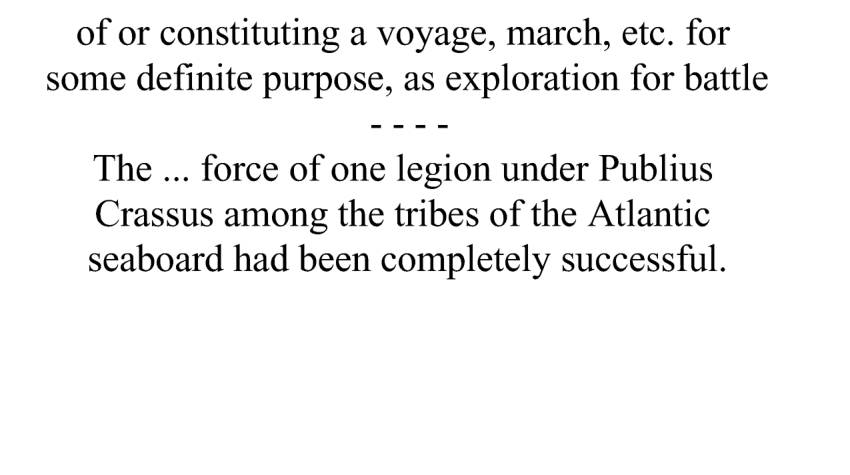 of or constituting a voyage, march, etc. for
some definite purpose, as exploration for battle
- - - -
The ... force of one legion under Publius
Crassus among the tribes of the Atlantic
seaboard had been completely successful.